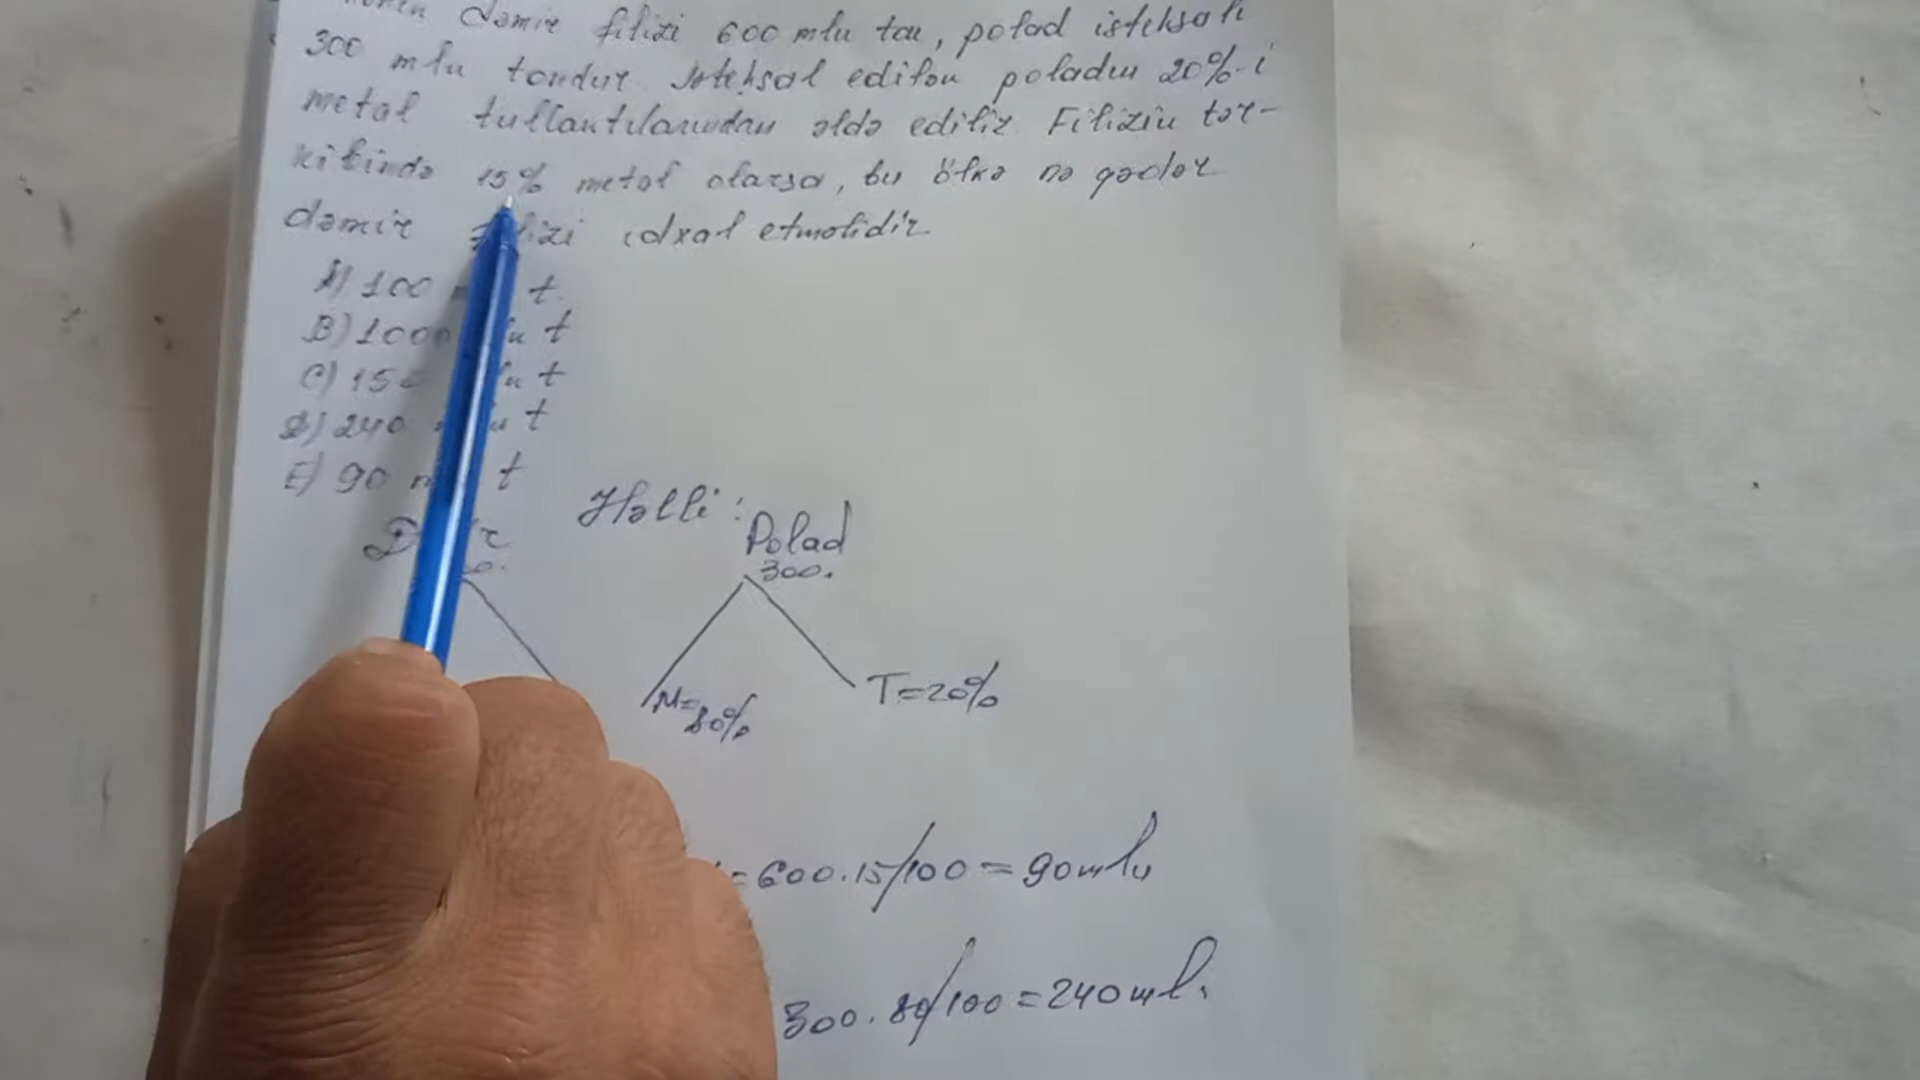 dəmir filizi 600 mln ton, polad istehsalı
300 mln tondur. İstehsal edilən poladın 20%-i
metal tullantılarından əldə edilir. Filizin tər-
kibində 15% metal olarsa, bu ölkə nə qədər
dəmir idxal etməlidir
A) 100 t.
B) 1000 t
C) 150 t
D) 240 t
E) 90 t
Həlli:
Polad
300.
M=80%
T=20%
=600.15/100=90mln
300.80/100=240ml.